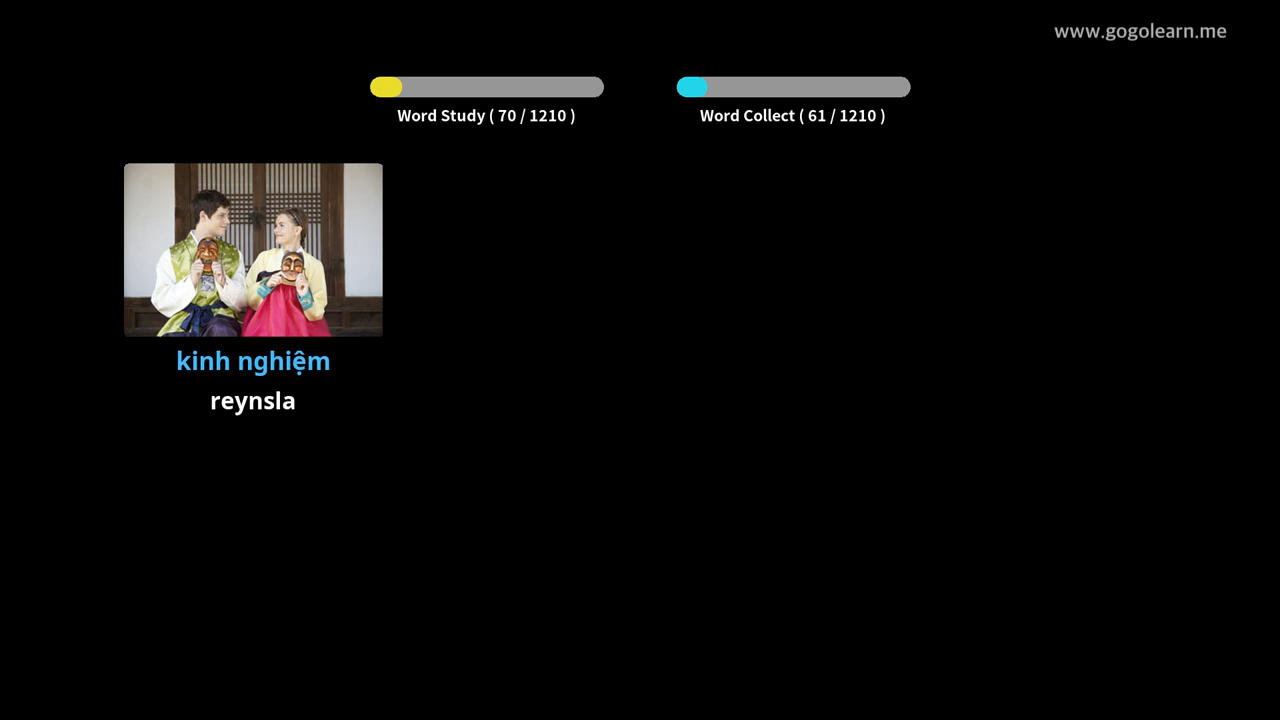 www.gogolearn.me
Word Study ( 70 / 1210 )
Word Collect ( 61 / 1210 )
kinh nghiệm
reynsla